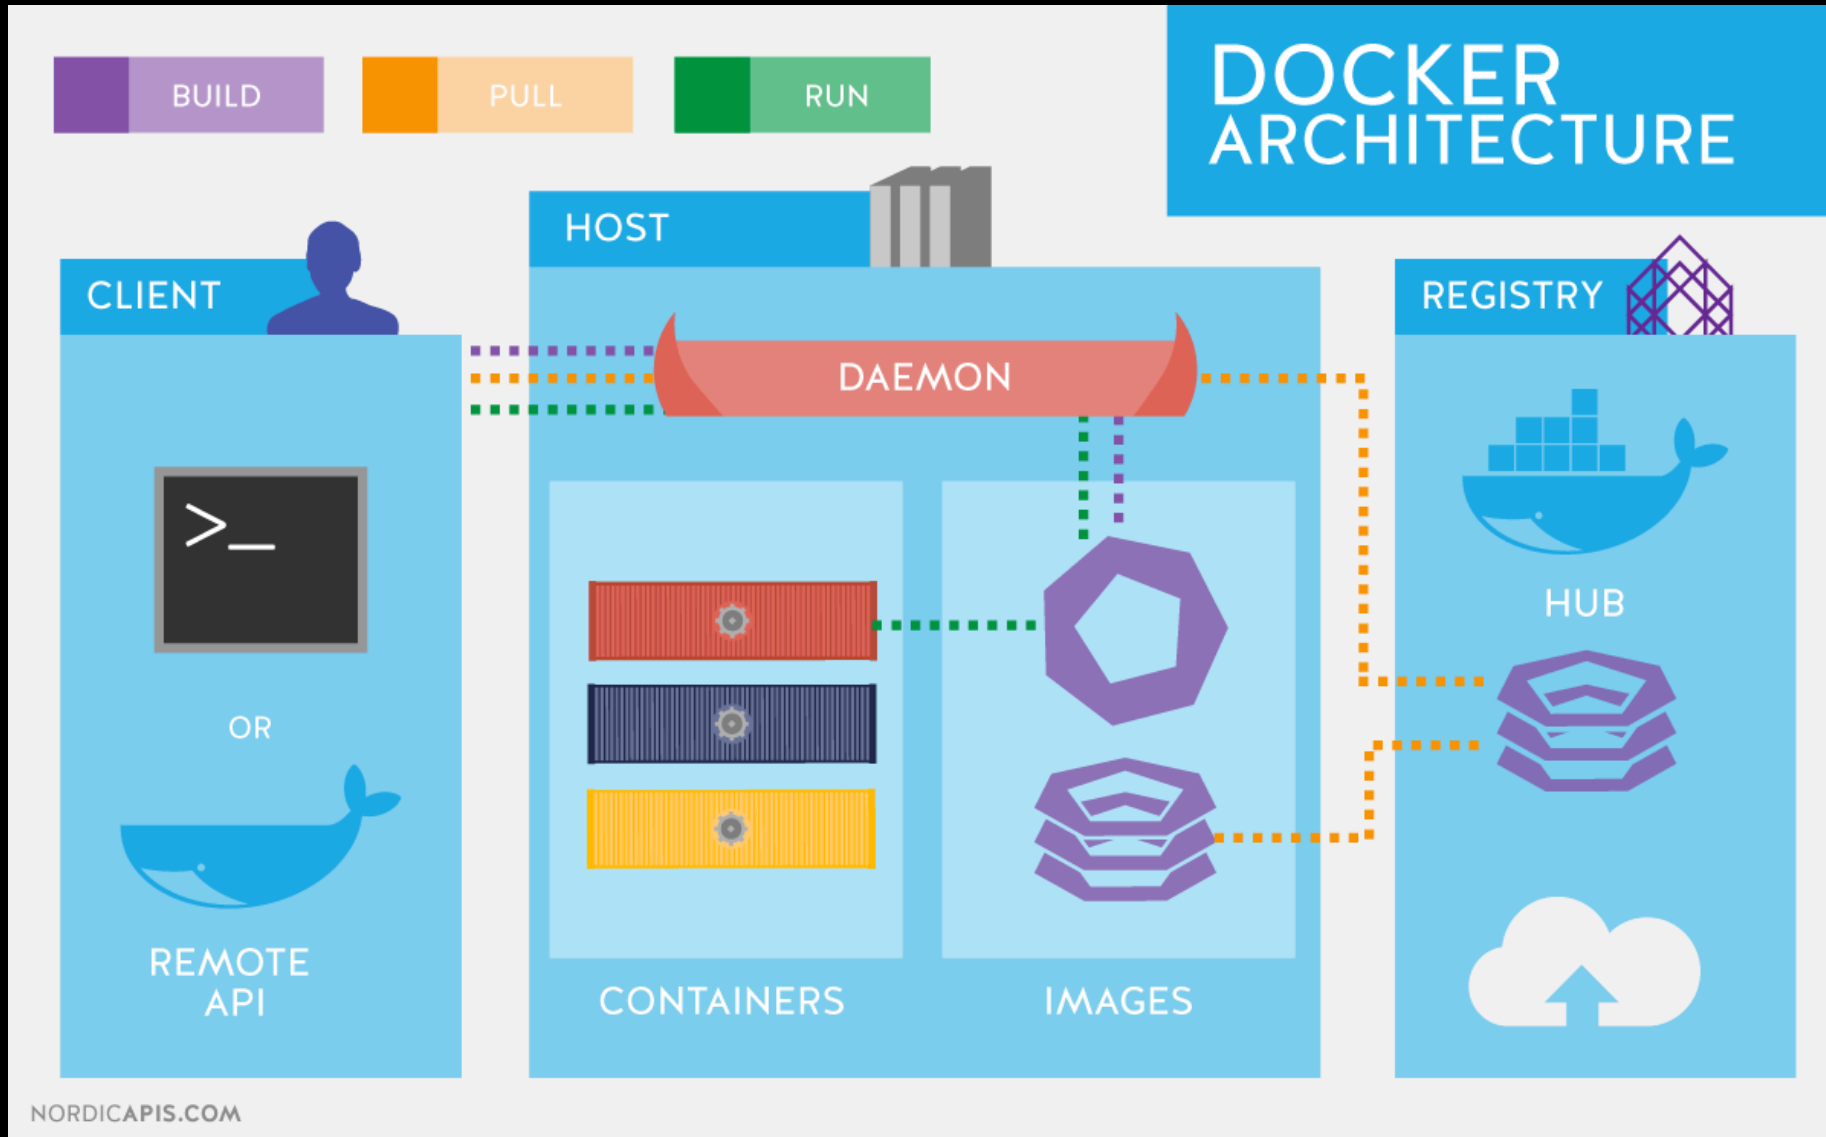 BUILD
PULL
RUN
DOCKER
ARCHITECTURE
HOST
CLIENT
REGISTRY
DAEMON
>_
HUB
OR
REMOTE
API
CONTAINERS
IMAGES
NORDICAPIS.COM